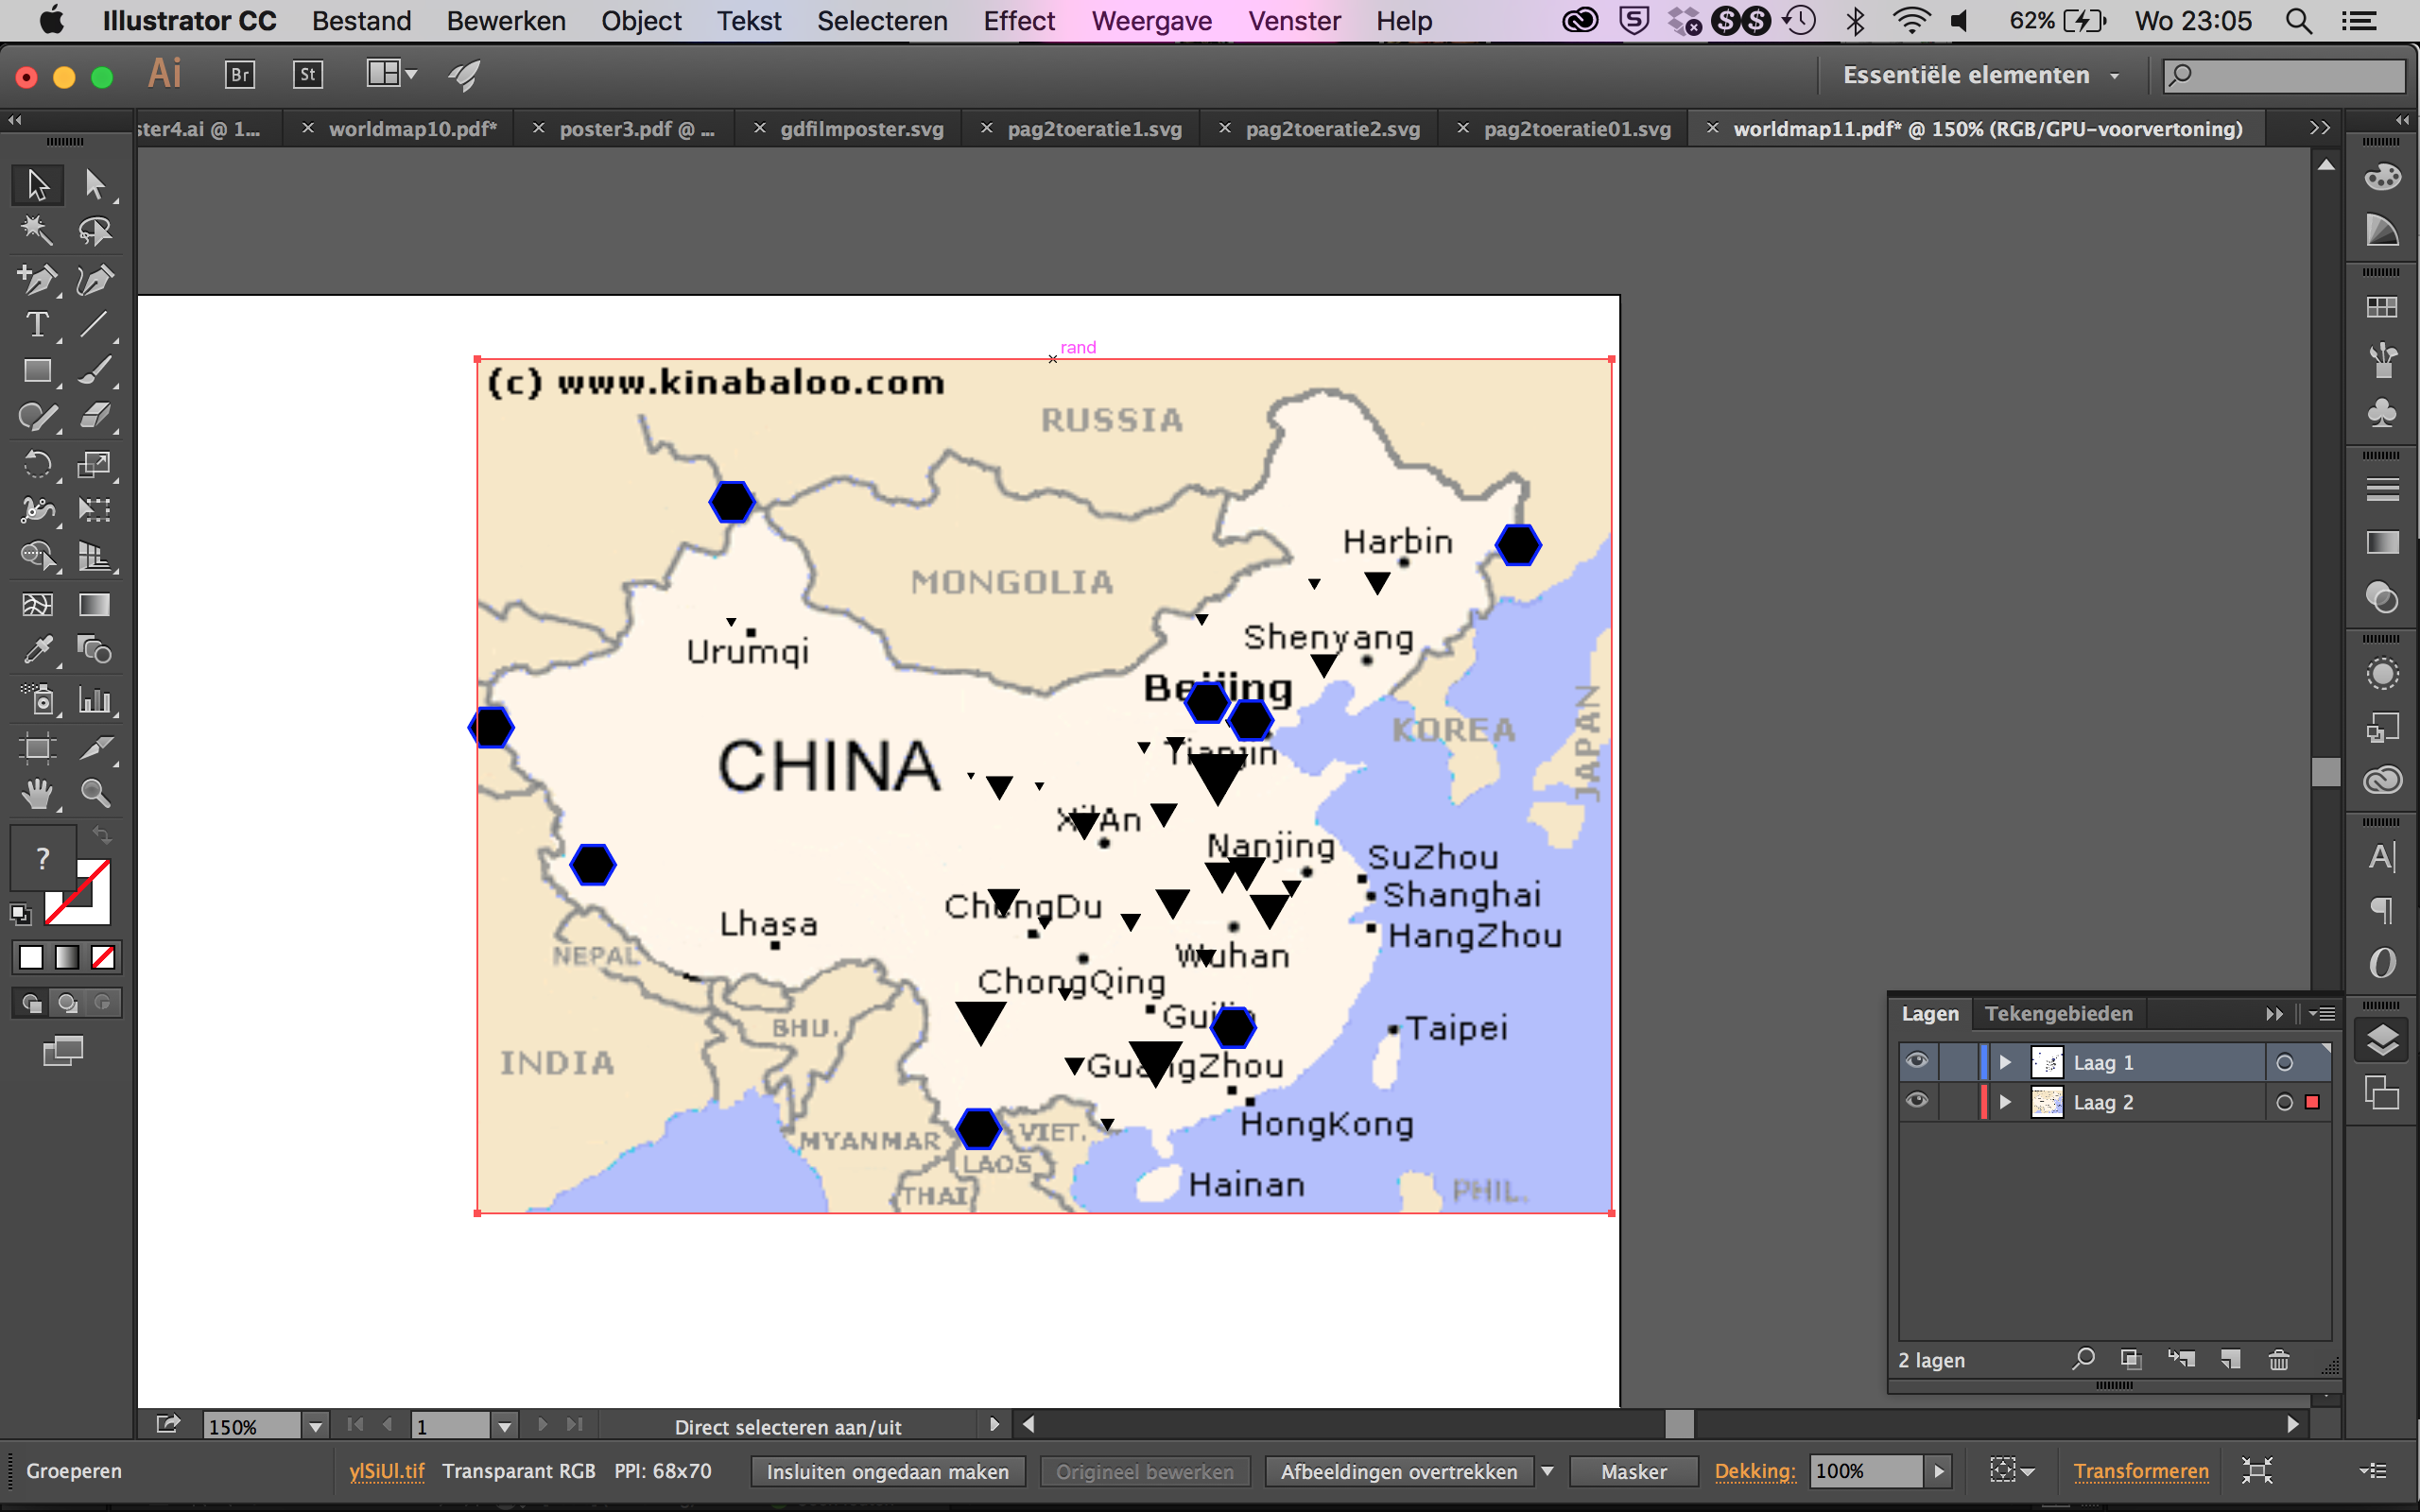 Illustrator CC Bestand Bewerken Object Tekst Selecteren Effect Weergave Venster Help 62% Wo 23:05
Ai Br St Essentiële elementen
ster4.ai @ 1... × worldmap10.pdf* × poster3.pdf @ ... × gdfilmposter.svg × pag2toeratie1.svg × pag2toeratie2.svg × pag2toeratie01.svg × worldmap11.pdf* @ 150% (RGB/GPU-voorvertoning)
rand
(c) www.kinabaloo.com
RUSSIA
Harbin
MONGOLIA
Shenyang
Urumqi
Beijing
KOREA
JAPAN
Tianjin
CHINA
Xi'An
Nanjing
SuZhou
Shanghai
ChengDu
Lhasa
HangZhou
NEPAL
Wuhan
ChongQing
Guilin
BHU.
Taipei
INDIA
GuangZhou
HongKong
VIET.
MYANMAR
LAOS
Hainan
THAI
PHIL.
?
Lagen Tekengebieden
Laag 1
Laag 2
2 lagen
150% 1 Direct selecteren aan/uit
Groeperen ylSiUl.tif Transparant RGB PPI: 68x70 Insluiten ongedaan maken Origineel bewerken Afbeeldingen overtrekken Masker Dekking: 100% Transformeren